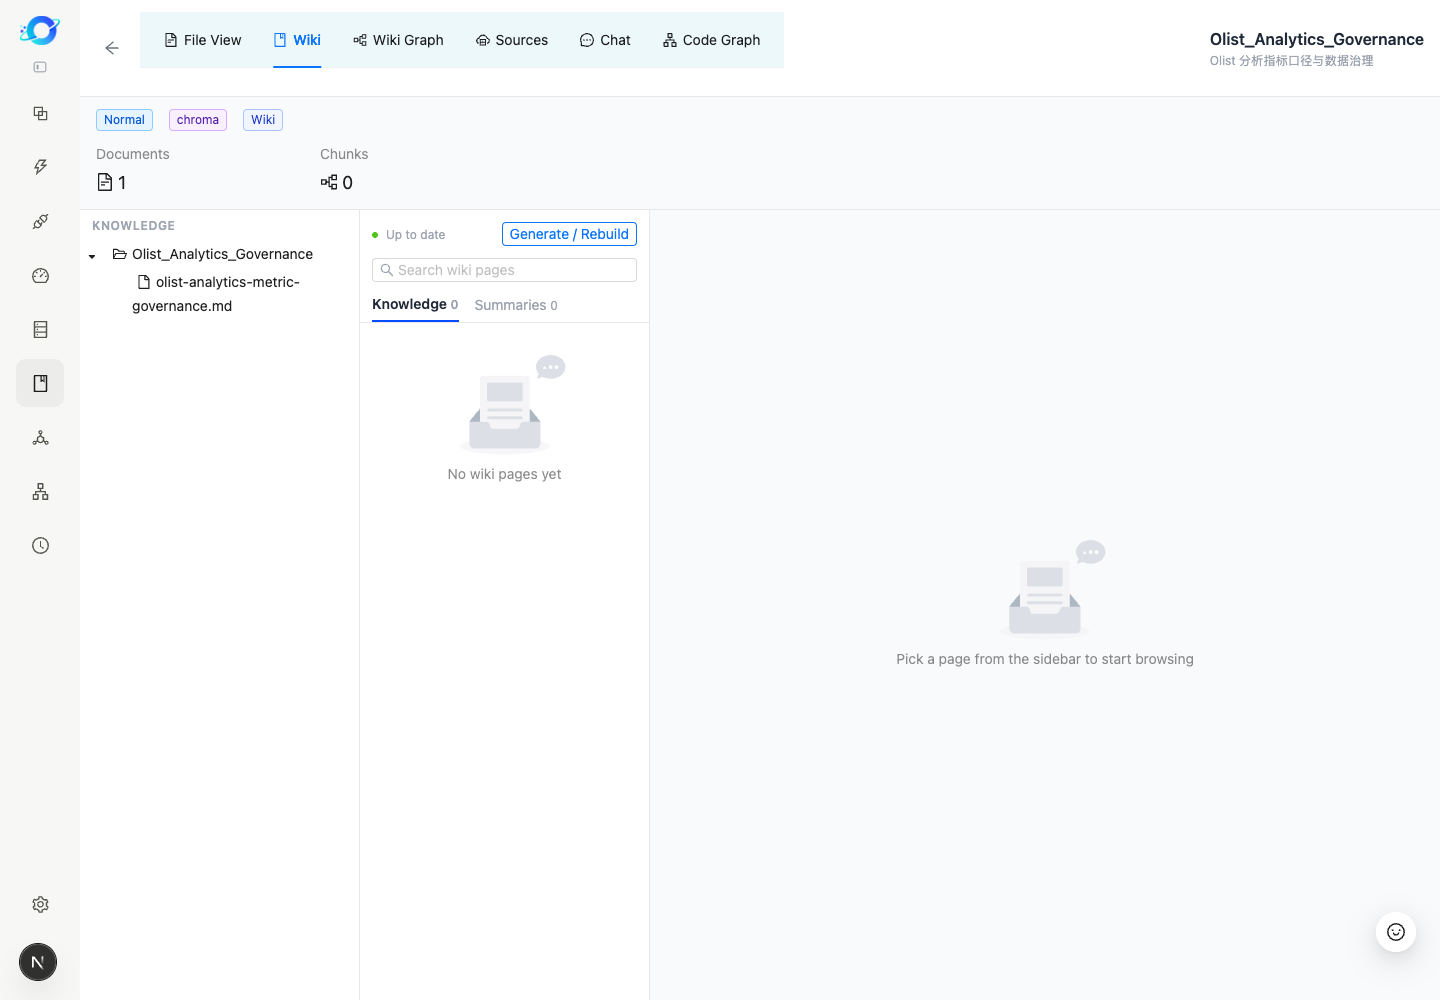 File View
Wiki
Wiki Graph
Sources
Chat
Code Graph
Olist_Analytics_Governance
Olist 分析指标口径与数据治理
Normal
chroma
Wiki
Documents
Chunks
1
0
KNOWLEDGE
Olist_Analytics_Governance
olist-analytics-metric-
governance.md
Up to date
Generate / Rebuild
Search wiki pages
Knowledge 0
Summaries 0
No wiki pages yet
Pick a page from the sidebar to start browsing
N